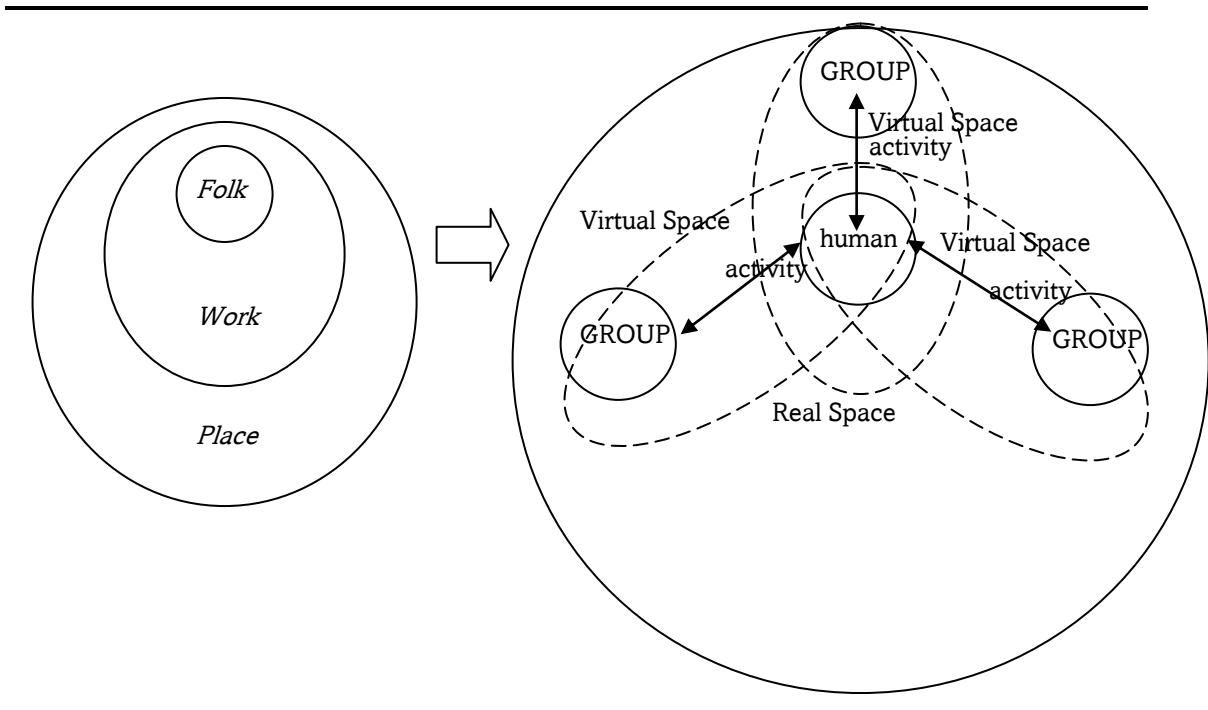 Folk
Work
Place
GROUP
Virtual Space
activity
Virtual Space
activity
human
Virtual Space
activity
GROUP
GROUP
Real Space